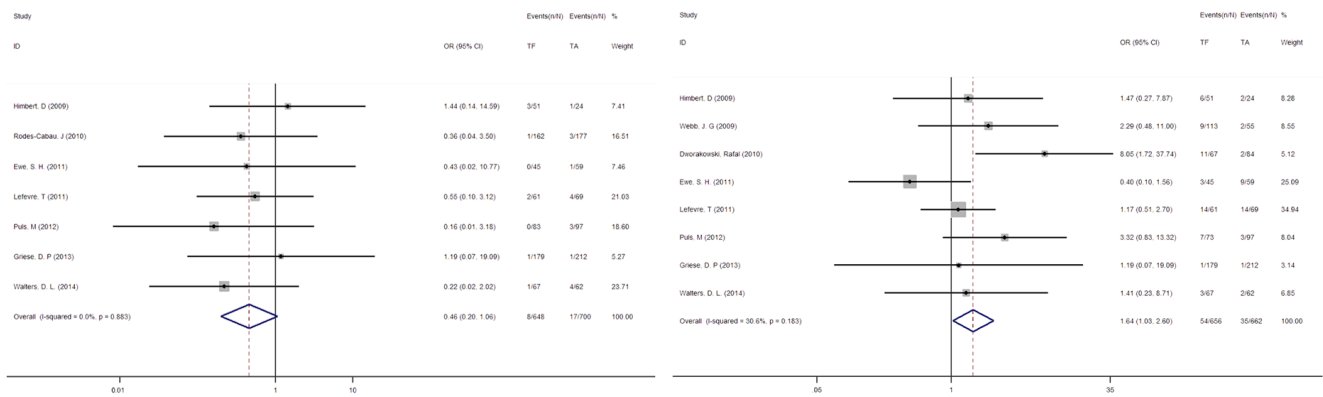 Study Events(n/N) Events(n/N) %
ID OR (95% CI) TF TA Weight
Himbert. D (2009) 1.44 (0.14, 14.59) 3/51 1/24 7.41
Rodes-Cabau. J (2010) 0.36 (0.04, 3.50) 1/162 3/177 16.51
Ewe. S. H. (2011) 0.43 (0.02, 10.77) 0/45 1/59 7.46
Lefevre. T (2011) 0.55 (0.10, 3.12) 2/61 4/69 21.03
Puls. M (2012) 0.16 (0.01, 3.18) 0/83 3/97 18.60
Griese. D. P (2013) 1.19 (0.07, 19.09) 1/179 1/212 5.27
Walters. D. L. (2014) 0.22 (0.02, 2.02) 1/67 4/62 23.71
Overall (I-squared = 0.0%, p = 0.883) 0.46 (0.20, 1.06) 8/648 17/700 100.00
0.01 1 10
Study Events(n/N) Events(n/N) %
ID OR (95% CI) TF TA Weight
Himbert. D (2009) 1.47 (0.27, 7.87) 6/51 2/24 8.28
Webb. J. G (2009) 2.29 (0.48, 11.00) 9/113 2/55 8.55
Dworakowski, Rafal (2010) 8.05 (1.72, 37.74) 11/67 2/84 5.12
Ewe. S. H. (2011) 0.40 (0.10, 1.56) 3/45 9/59 25.09
Lefevre. T (2011) 1.17 (0.51, 2.70) 14/61 14/69 34.94
Puls. M (2012) 3.32 (0.83, 13.32) 7/73 3/97 8.04
Griese. D. P (2013) 1.19 (0.07, 19.09) 1/179 1/212 3.14
Walters. D. L. (2014) 1.41 (0.23, 8.71) 3/67 2/62 6.85
Overall (I-squared = 30.6%, p = 0.183) 1.64 (1.03, 2.60) 54/656 35/662 100.00
.05 1 35